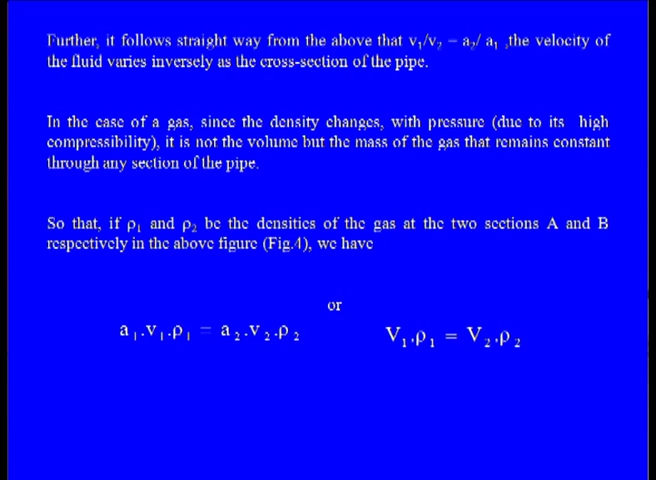 Further, it follows straight way from the above that v₁/v₂ = a₂/ a₁ ,the velocity of
the fluid varies inversely as the cross-section of the pipe.
In the case of a gas, since the density changes, with pressure (due to its high
compressibility), it is not the volume but the mass of the gas that remains constant
through any section of the pipe.
So that, if ρ₁ and ρ₂ be the densities of the gas at the two sections A and B
respectively in the above figure (Fig.4), we have
or
a₁.v₁.ρ₁ = a₂.v₂.ρ₂ V₁.ρ₁ = V₂.ρ₂